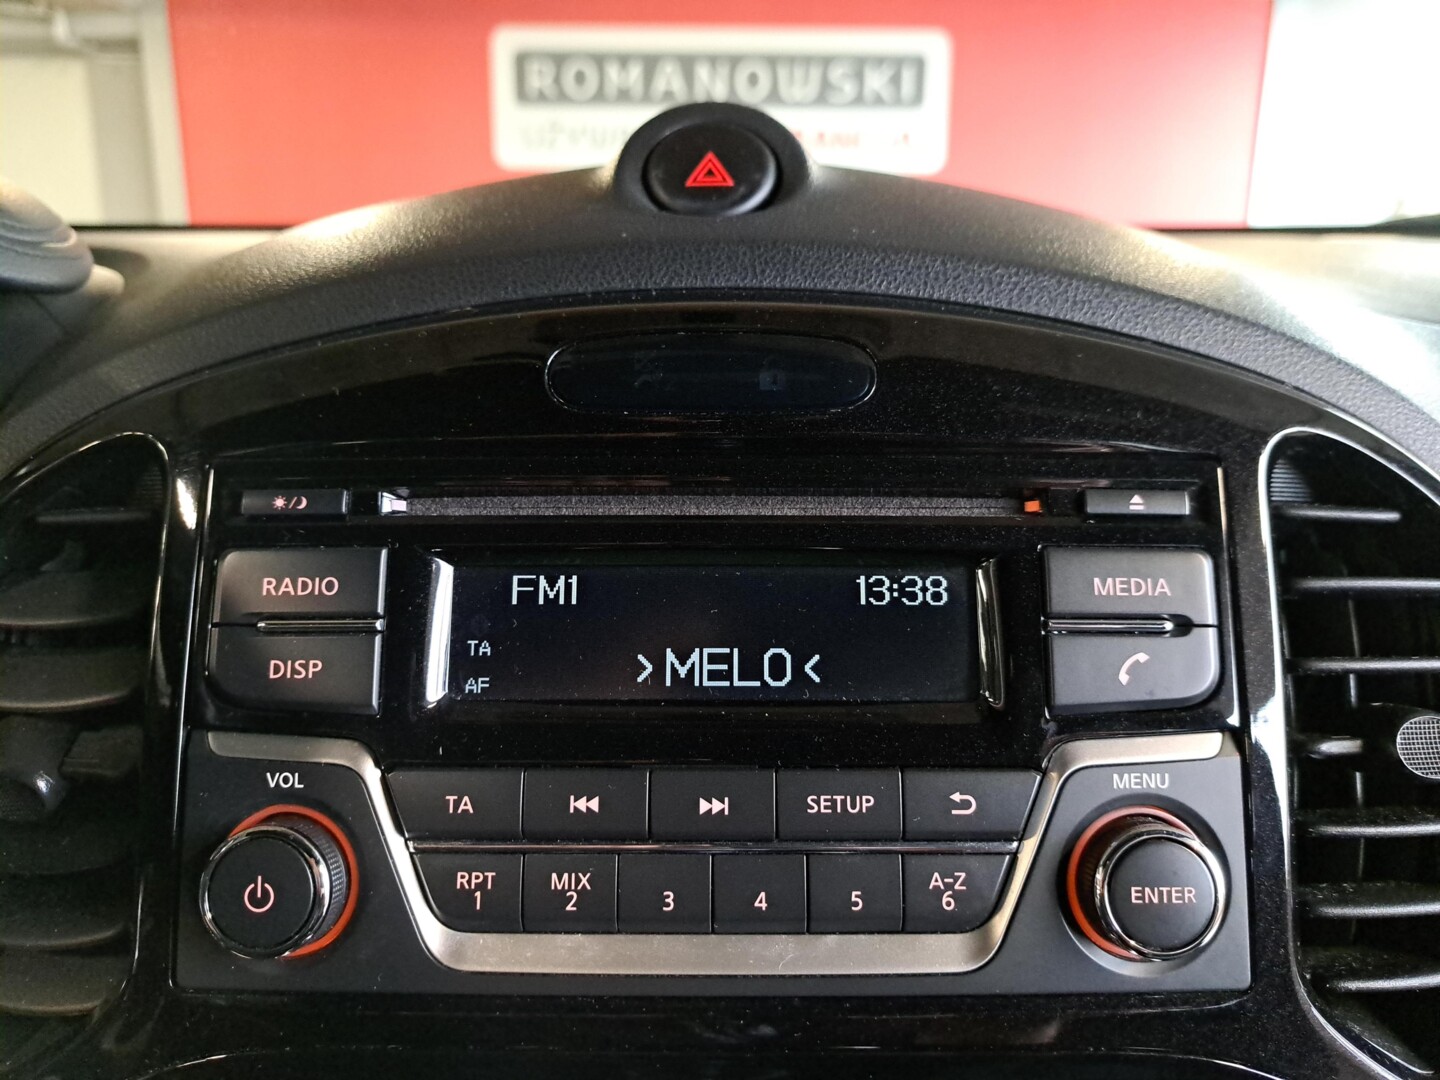 ROMANOWSKI
RADIO
DISP
FM1 13:38
TA
>MELO<
AF
MEDIA
VOL
MENU
TA SETUP
RPT 1
MIX 2
3
4
5
A-Z 6
ENTER